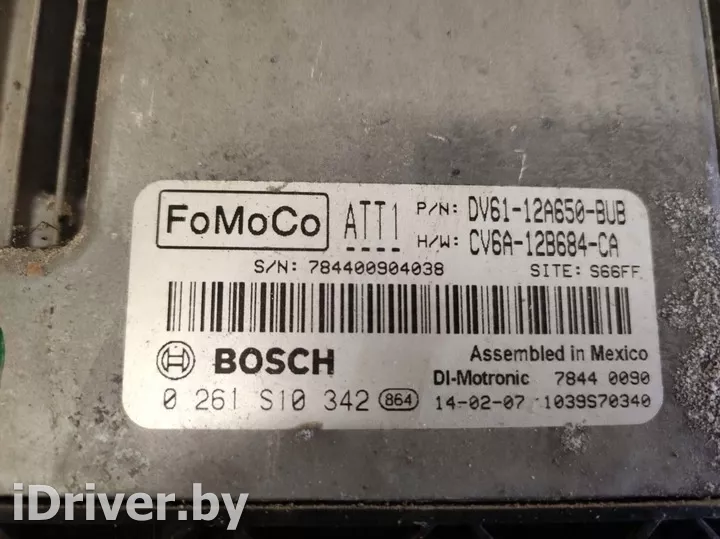 FoMoCo ATT1 P/N: DV61-12A650-BUB
H/W: CV6A-12B684-CA
S/N: 784400904038 SITE: S66FF
BOSCH Assembled in Mexico
DI-Motronic 7844 0090
0 261 S10 342 864 14-02-07 1039S70340
iDriver.by